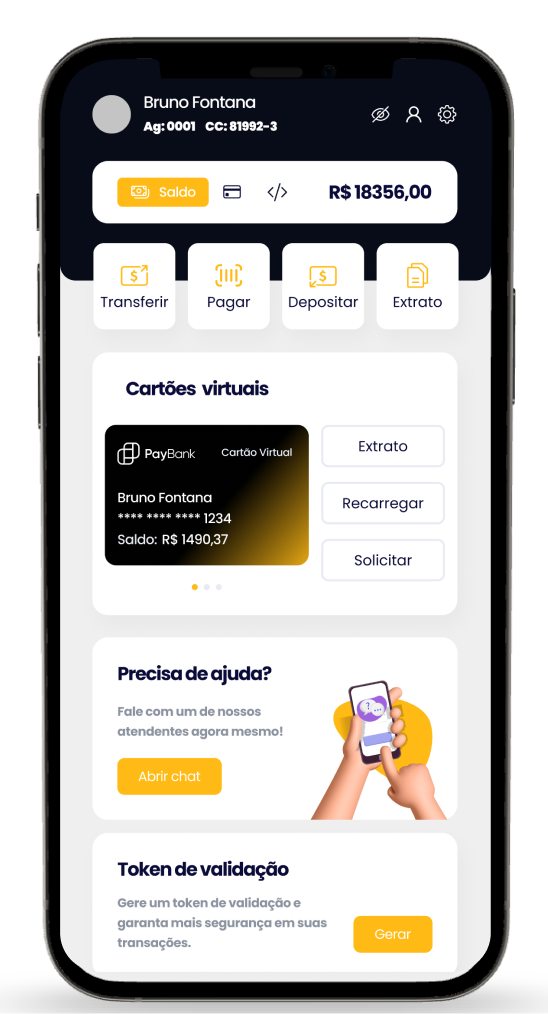 Bruno Fontana
Ag: 0001 CC: 81992-3
Saldo
R$ 18356,00
Transferir
Pagar
Depositar
Extrato
Cartões virtuais
PayBank
Cartão Virtual
Bruno Fontana
**** **** **** 1234
Saldo: R$ 1490,37
Extrato
Recarregar
Solicitar
Precisa de ajuda?
Fale com um de nossos
atendentes agora mesmo!
Abrir chat
Token de validação
Gere um token de validação e
garanta mais segurança em suas
transações.
Gerar